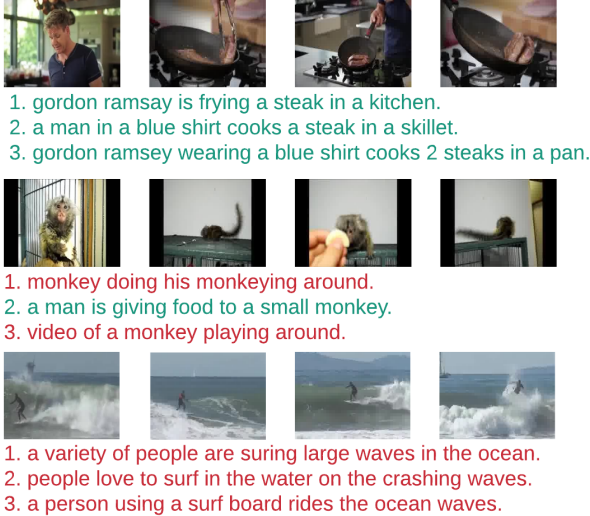 1. gordon ramsay is frying a steak in a kitchen.
2. a man in a blue shirt cooks a steak in a skillet.
3. gordon ramsey wearing a blue shirt cooks 2 steaks in a pan.
1. monkey doing his monkeying around.
2. a man is giving food to a small monkey.
3. video of a monkey playing around.
1. a variety of people are suring large waves in the ocean.
2. people love to surf in the water on the crashing waves.
3. a person using a surf board rides the ocean waves.